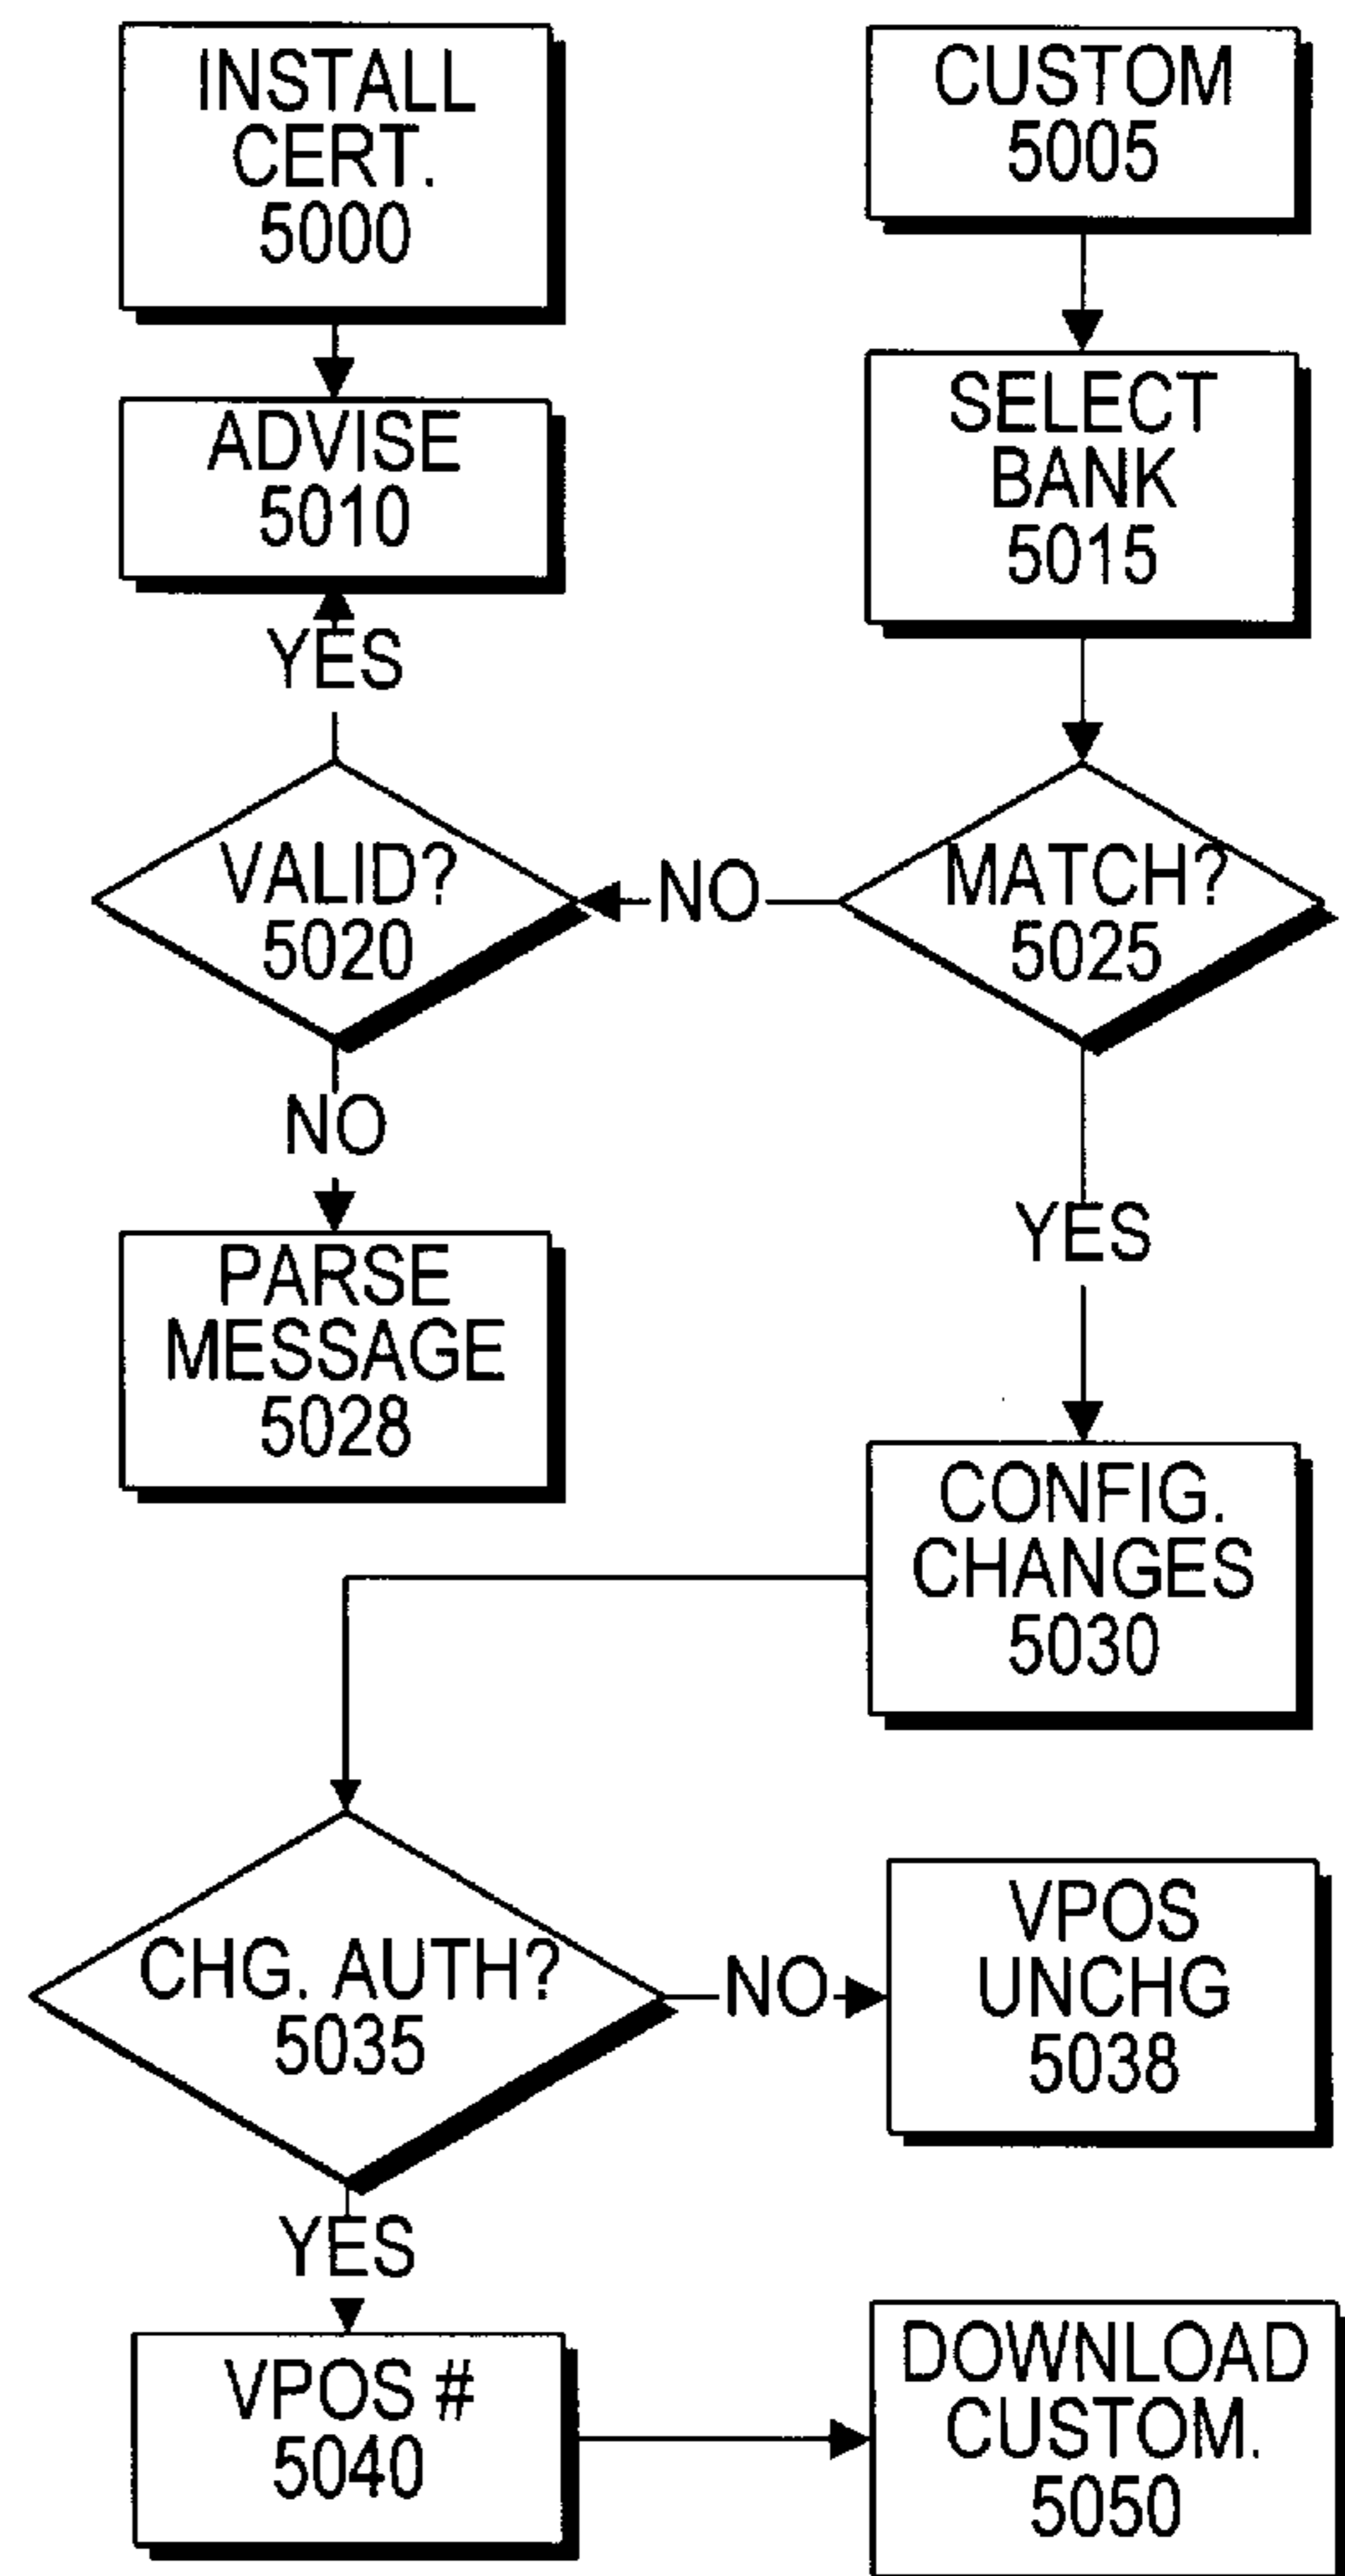 INSTALL
CERT.
5000
CUSTOM
5005
ADVISE
5010
SELECT
BANK
5015
YES
VALID?
5020
NO
MATCH?
5025
NO
YES
PARSE
MESSAGE
5028
CONFIG.
CHANGES
5030
CHG. AUTH?
5035
NO
VPOS
UNCHG
5038
YES
VPOS #
5040
DOWNLOAD
CUSTOM.
5050